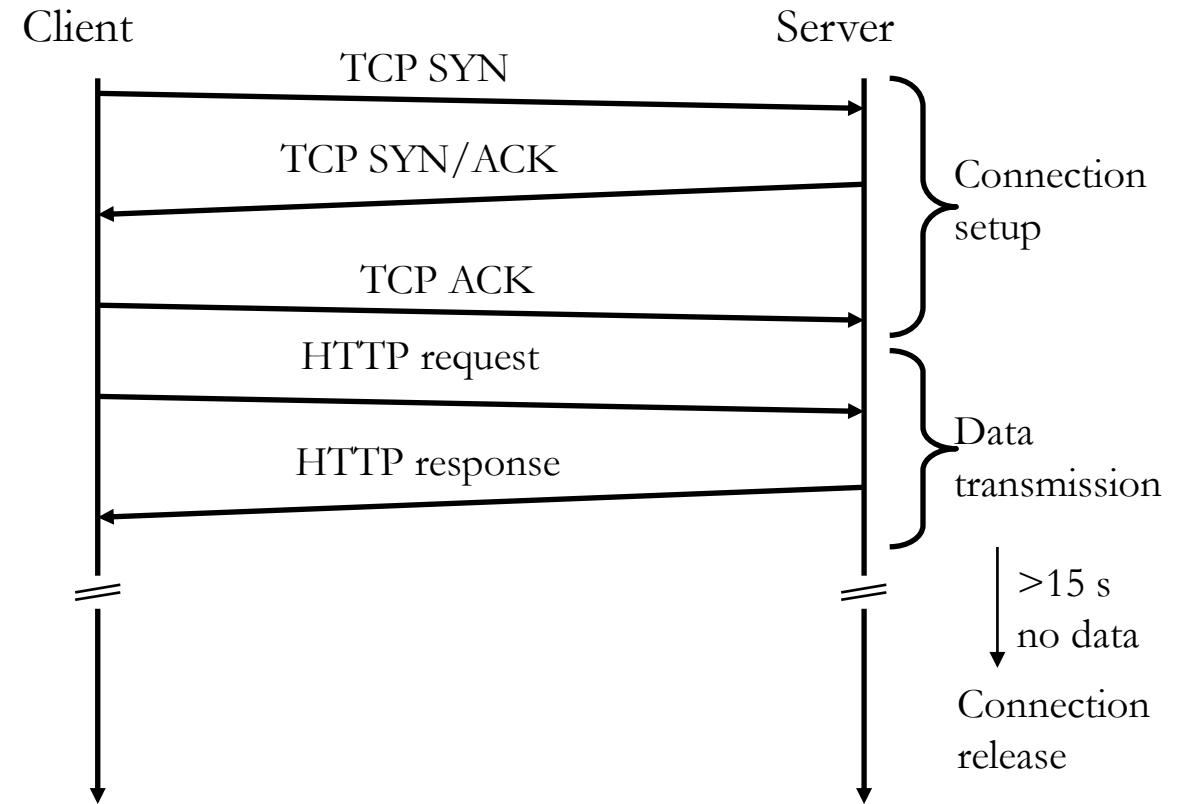 Client
Server
TCP SYN
TCP SYN/ACK
Connection
setup
TCP ACK
HTTP request
Data
transmission
HTTP response
>15 s
no data
Connection
release